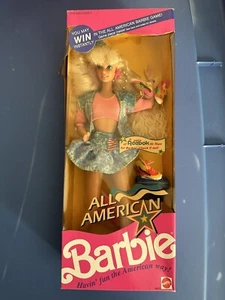 YOU MAY
WIN
INSTANTLY!
IN THE ALL AMERICAN BARBIE GAME!
Reebok
ALL
AMERICAN
Barbie
Havin' fun the American way!
MATTEL